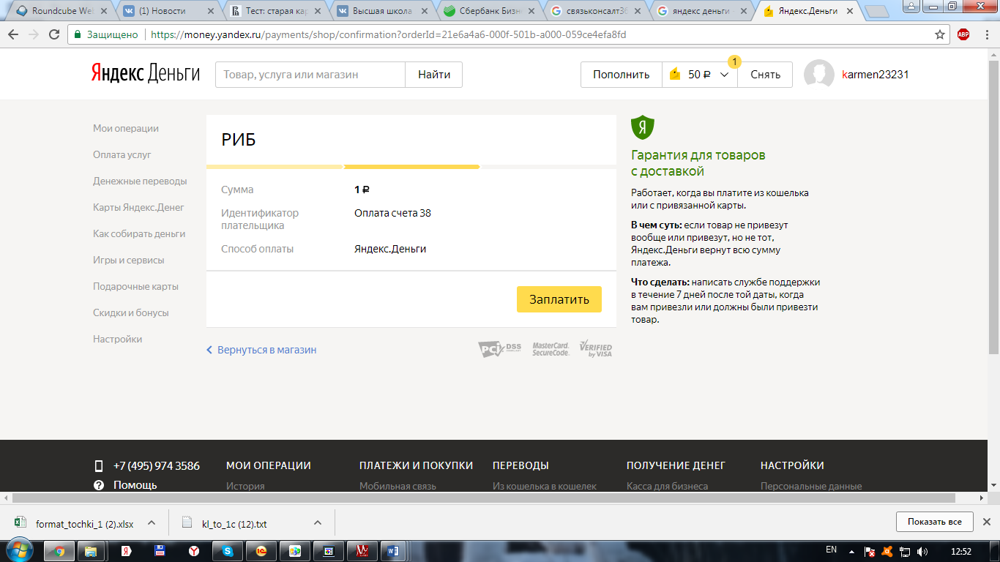 Roundcube Web
(1) Новости
Тест: старая кар
Высшая школа
Сбербанк Бизн
связьконсалт36
яндекс деньги
Яндекс.Деньги
Защищено
https://money.yandex.ru/payments/shop/confirmation?orderId=21e6a4a6-000f-501b-a000-059ce4efa8fd
ABP
Яндекс Деньги
Товар, услуга или магазин
Найти
Пополнить
50 ₽
1
Снять
karmen23231
Мои операции
Оплата услуг
Денежные переводы
Карты Яндекс.Денег
Как собирать деньги
Игры и сервисы
Подарочные карты
Скидки и бонусы
Настройки
РИБ
Сумма
1 ₽
Идентификатор
плательщика
Оплата счета 38
Способ оплаты
Яндекс.Деньги
Заплатить
Вернуться в магазин
PCI DSS
MasterCard.
SecureCode.
VERIFIED
by VISA
Я
Гарантия для товаров
с доставкой
Работает, когда вы платите из кошелька
или с привязанной карты.
В чем суть: если товар не привезут
вообще или привезут, но не тот,
Яндекс.Деньги вернут всю сумму
платежа.
Что сделать: написать службе поддержки
в течение 7 дней после той даты, когда
вам привезли или должны были привезти
товар.
+7 (495) 974 3586
Помощь
МОИ ОПЕРАЦИИ
История
ПЛАТЕЖИ И ПОКУПКИ
Мобильная связь
ПЕРЕВОДЫ
Из кошелька в кошелек
ПОЛУЧЕНИЕ ДЕНЕГ
Касса для бизнеса
НАСТРОЙКИ
Персональные данные
format_tochki_1 (2).xlsx
kl_to_1c (12).txt
Показать все
EN
12:52